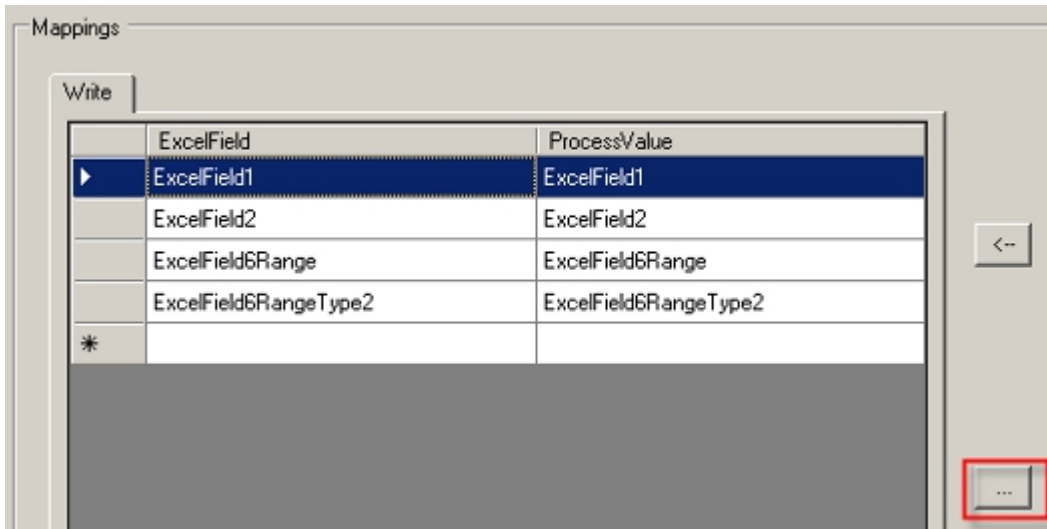 Mappings
Write
ExcelField ProcessValue
ExcelField1 ExcelField1
ExcelField2 ExcelField2
ExcelField6Range ExcelField6Range
ExcelField6RangeType2 ExcelField6RangeType2
*
<--
...